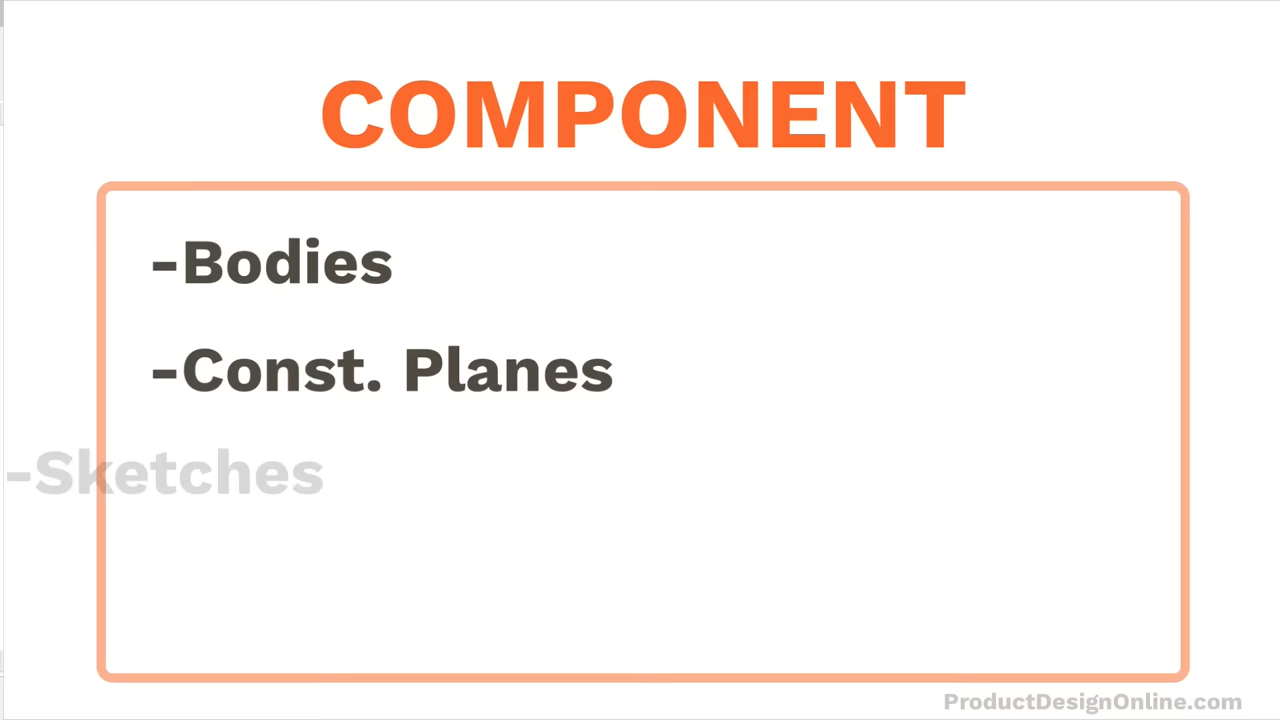 COMPONENT
-Bodies
-Const. Planes
-Sketches
ProductDesignOnline.com